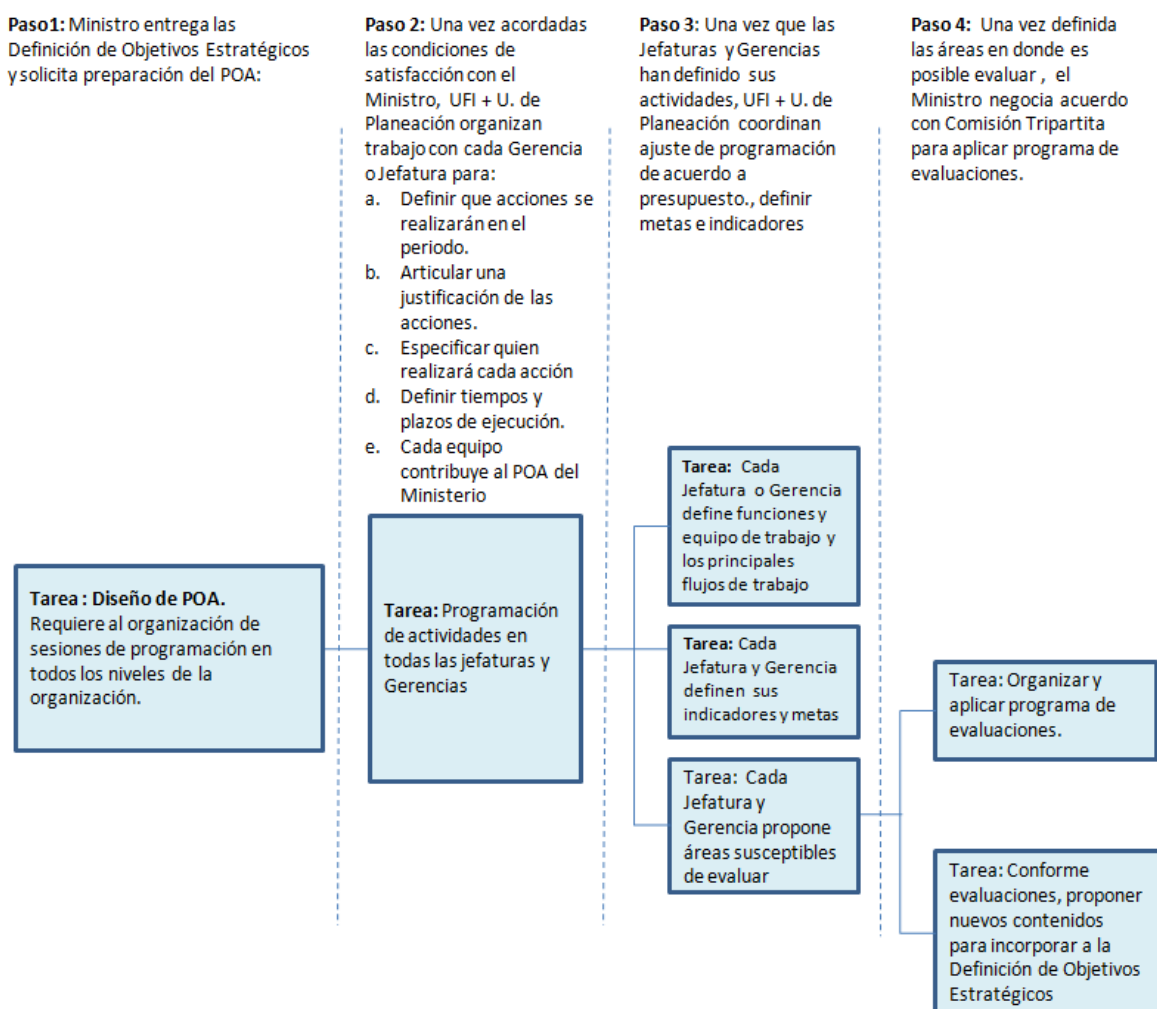 Paso1: Ministro entrega las
Definición de Objetivos Estratégicos
y solicita preparación del POA:
Paso 2: Una vez acordadas
las condiciones de
satisfacción con el
Ministro, UFI + U. de
Planeación organizan
trabajo con cada Gerencia
o Jefatura para:
a. Definir que acciones se
realizarán en el
periodo.
b. Articular una
justificación de las
acciones.
c. Especificar quien
realizará cada acción
d. Definir tiempos y
plazos de ejecución.
e. Cada equipo
contribuye al POA del
Ministerio
Paso 3: Una vez que las
Jefaturas y Gerencias
han definido sus
actividades, UFI + U. de
Planeación coordinan
ajuste de programación
de acuerdo a
presupuesto., definir
metas e indicadores
Paso 4: Una vez definida
las áreas en donde es
posible evaluar , el
Ministro negocia acuerdo
con Comisión Tripartita
para aplicar programa de
evaluaciones.
Tarea : Diseño de POA.
Requiere al organización de
sesiones de programación en
todos los niveles de la
organización.
Tarea: Programación
de actividades en
todas las jefaturas y
Gerencias
Tarea: Cada
Jefatura o Gerencia
define funciones y
equipo de trabajo y
los principales
flujos de trabajo
Tarea: Cada
Jefatura y Gerencia
definen sus
indicadores y metas
Tarea: Cada
Jefatura y
Gerencia propone
áreas susceptibles
de evaluar
Tarea: Organizar y
aplicar programa de
evaluaciones.
Tarea: Conforme
evaluaciones, proponer
nuevos contenidos
para incorporar a la
Definición de Objetivos
Estratégicos